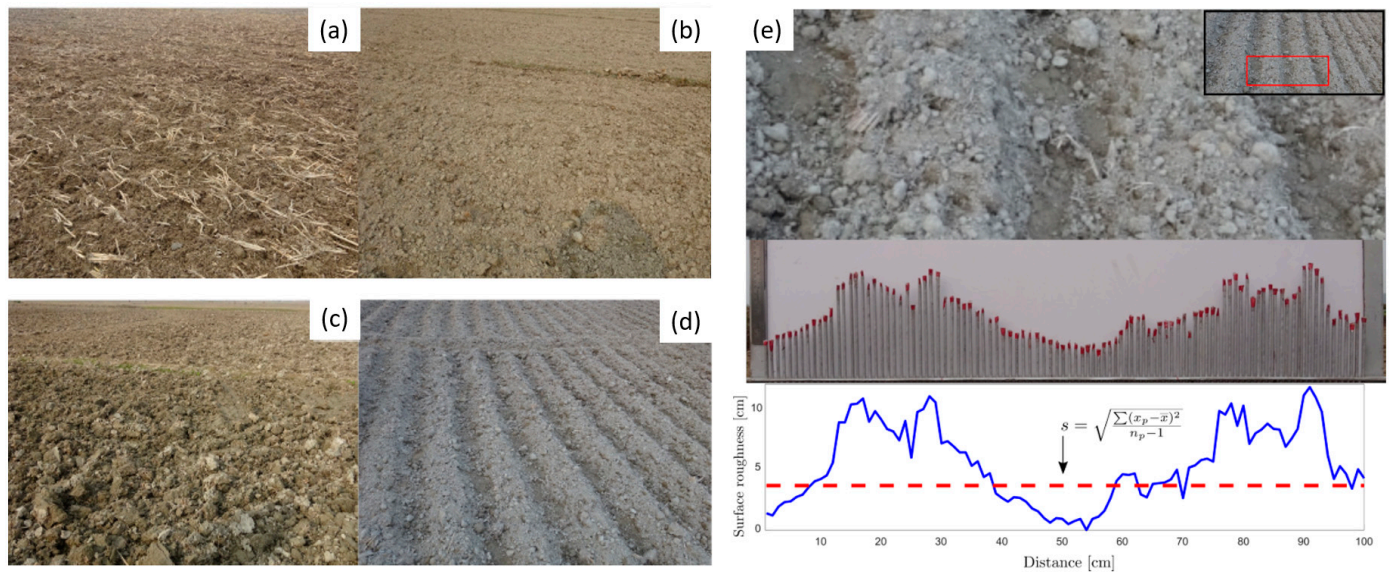 (a)
(b)
(c)
(d)
(e)
Surface roughness [cm]
10
5
0
s = √(∑(x_p−x̅)²/(n_p−1))
10 20 30 40 50 60 70 80 90 100
Distance [cm]